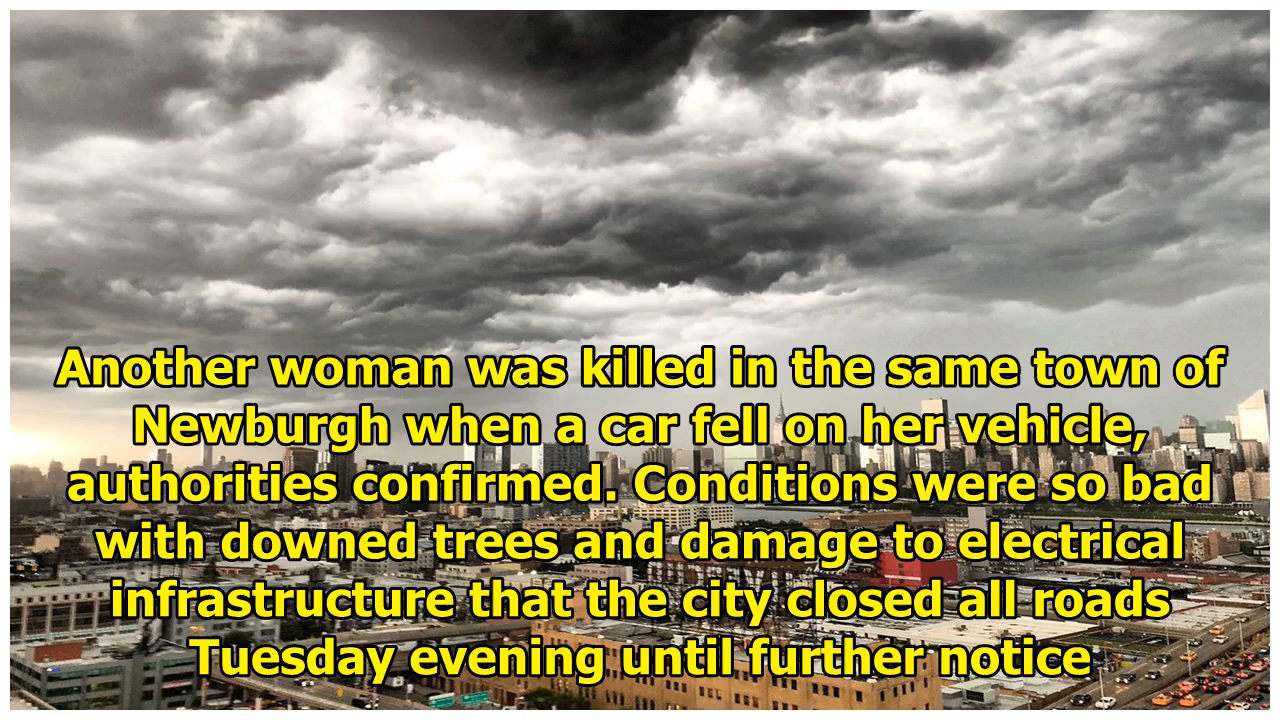 Another woman was killed in the same town of
Newburgh when a car fell on her vehicle,
authorities confirmed. Conditions were so bad
with downed trees and damage to electrical
infrastructure that the city closed all roads
Tuesday evening until further notice